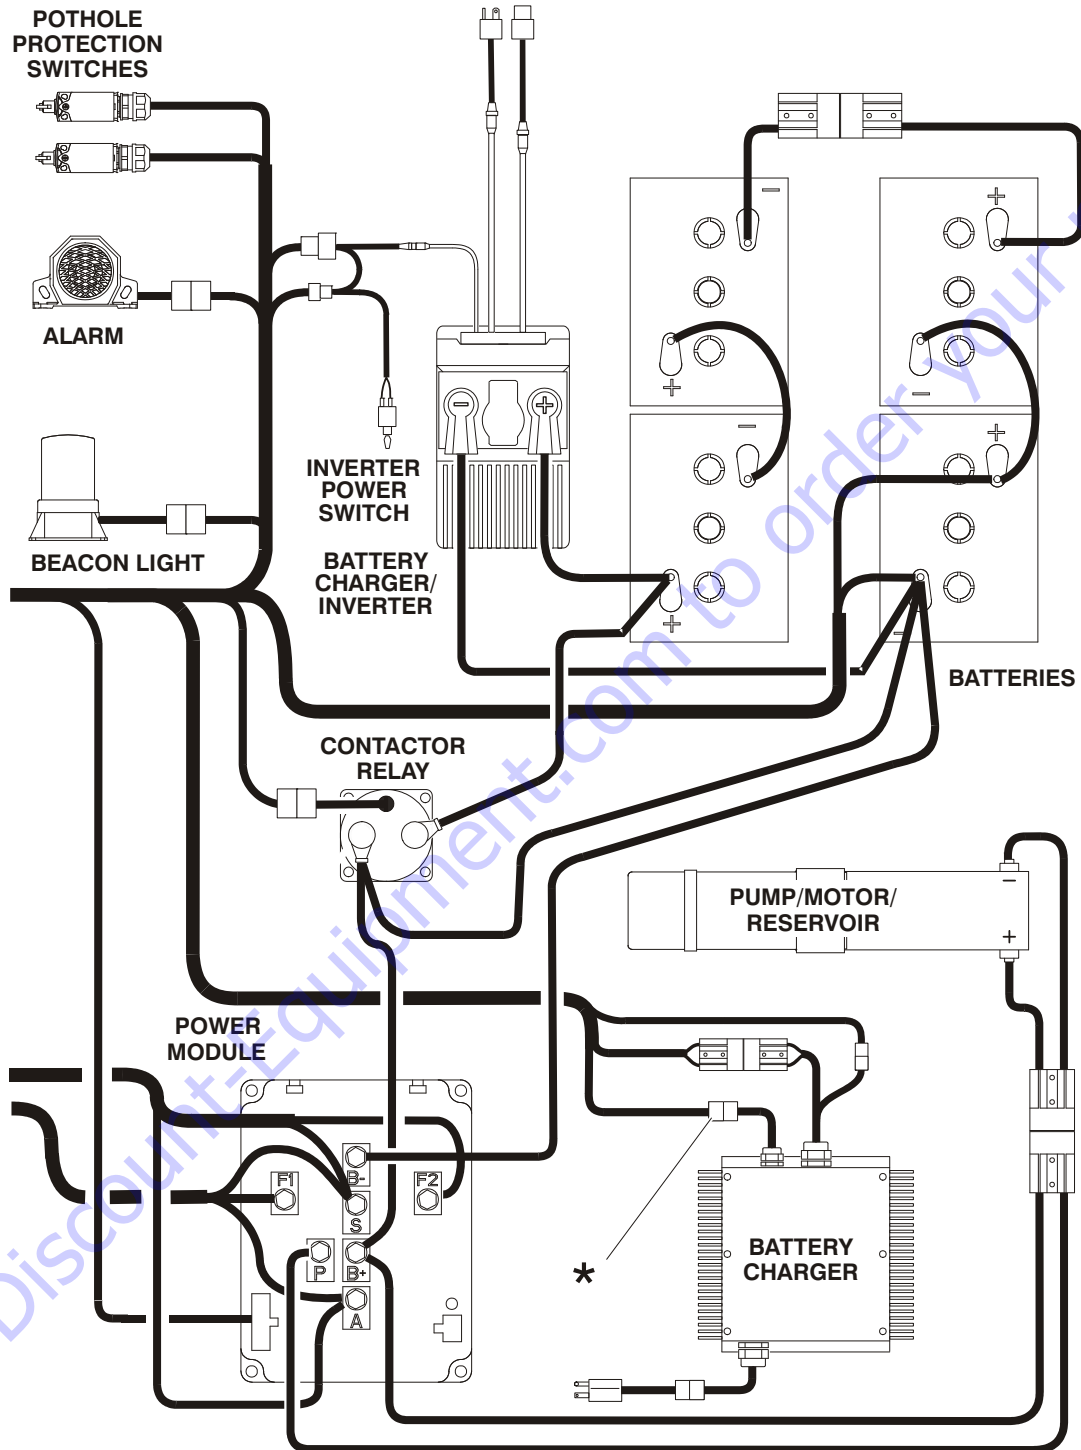 POTHOLE
PROTECTION
SWITCHES
ALARM
BEACON LIGHT
INVERTER
POWER
SWITCH
BATTERY
CHARGER/
INVERTER
BATTERIES
CONTACTOR
RELAY
PUMP/MOTOR/
RESERVOIR
POWER
MODULE
B-
F1
F2
S
P
B+
A
*
BATTERY
CHARGER
Discount-Equipment.com to order your